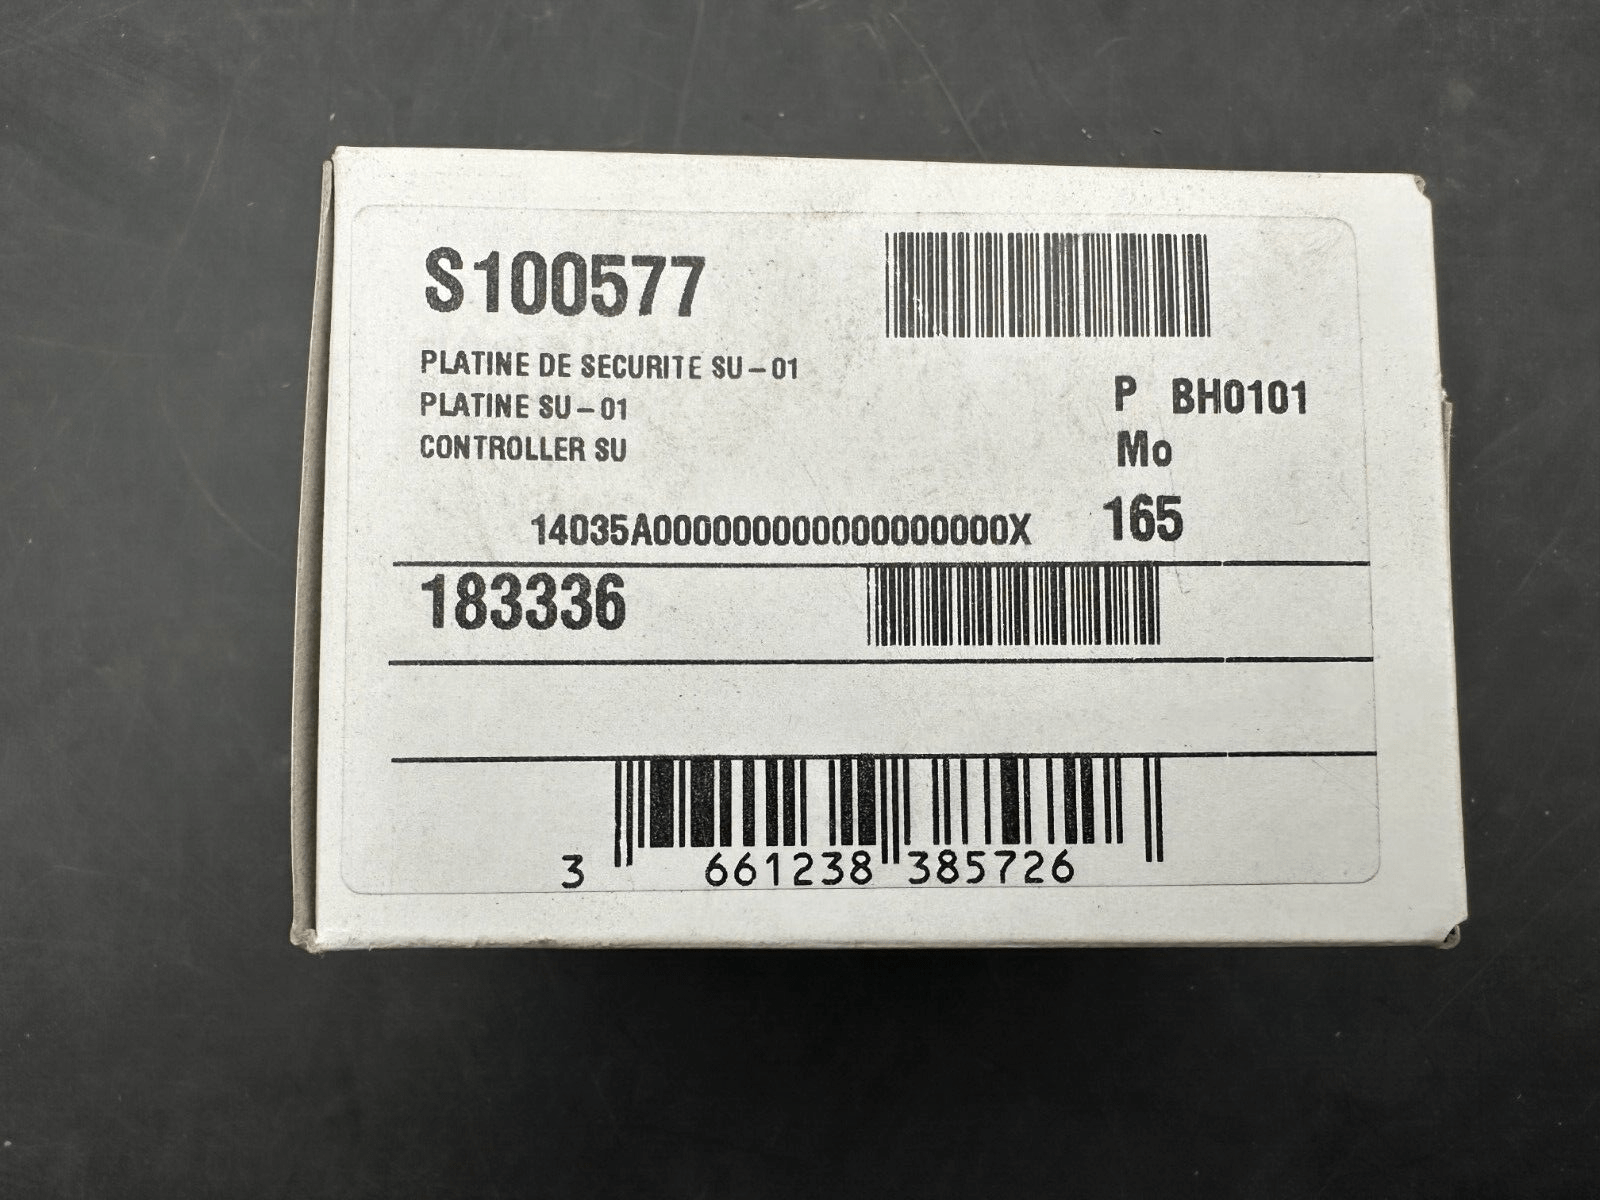 S100577
PLATINE DE SECURITE SU-01
PLATINE SU-01
CONTROLLER SU
P BH0101
Mo
14035A000000000000000000X
165
183336
3 661238 385726